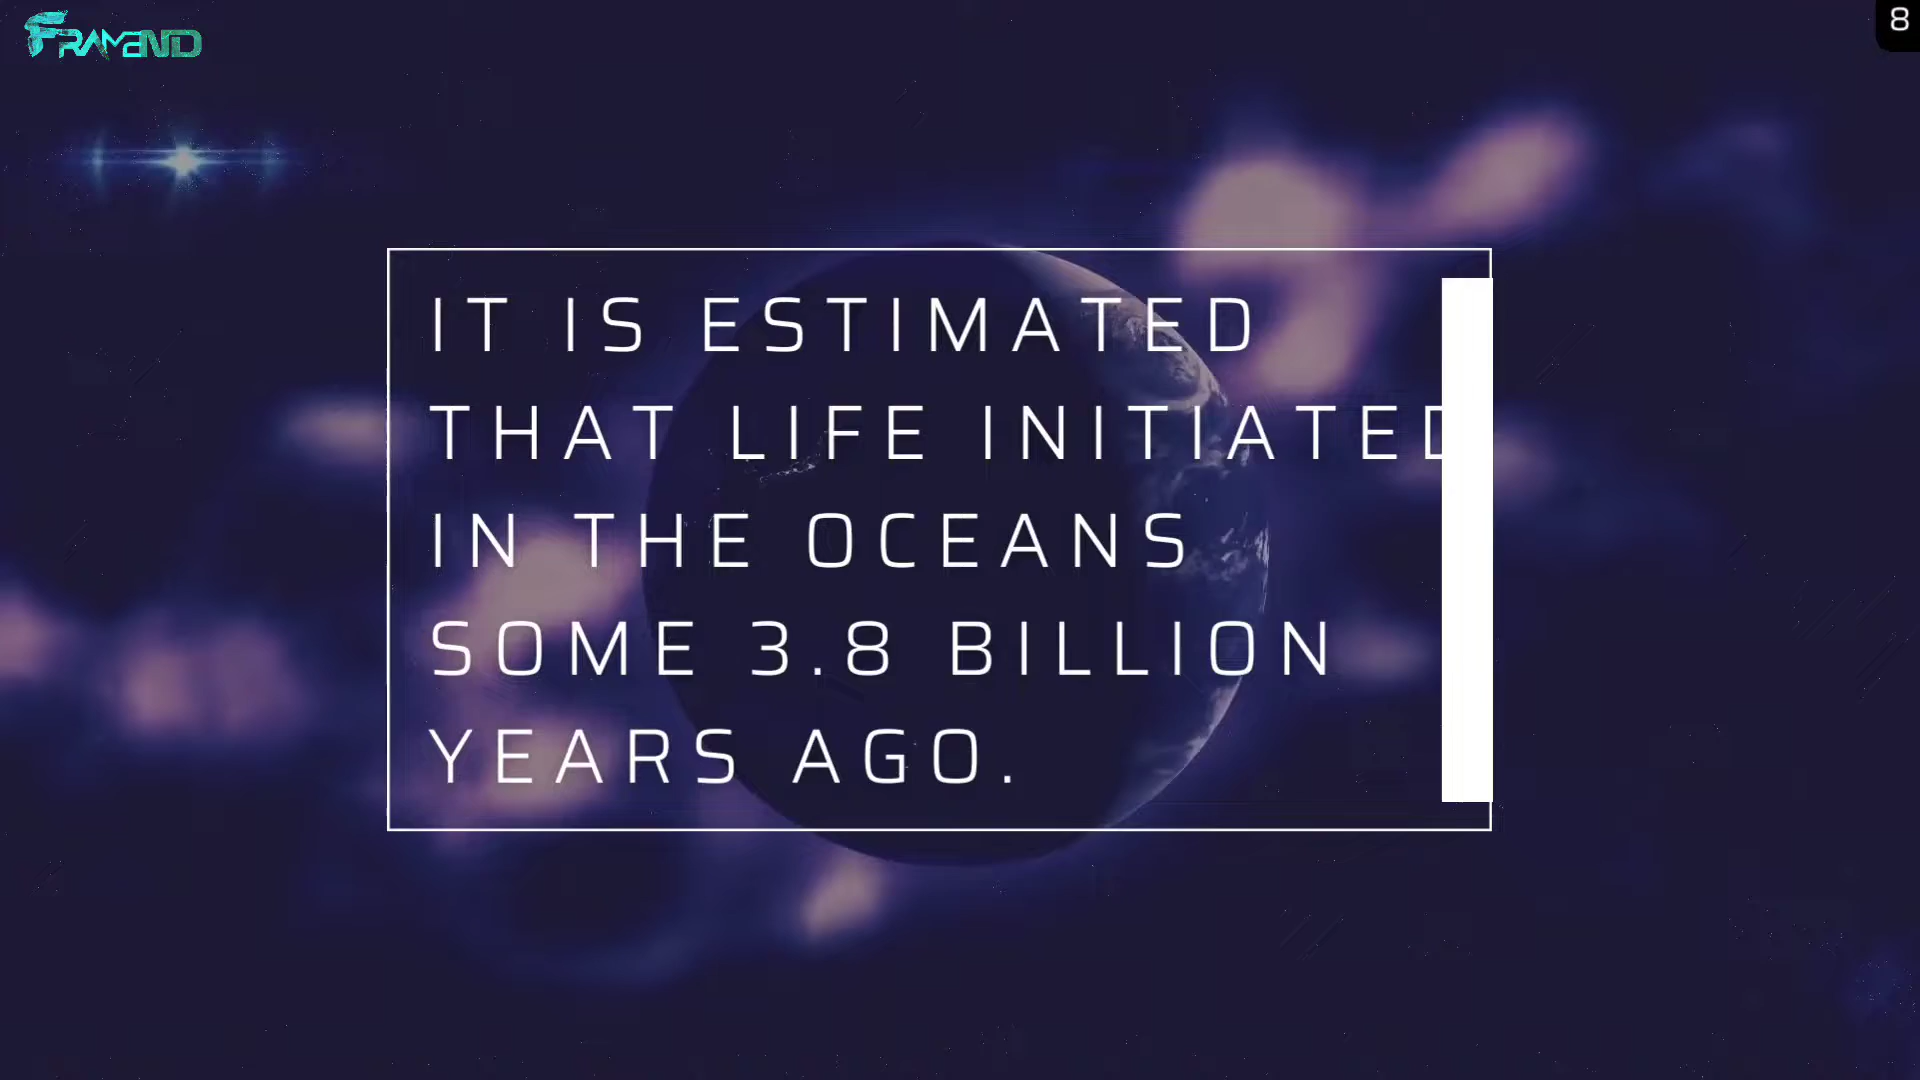 FRAMEND
8
IT IS ESTIMATED
THAT LIFE INITIATED
IN THE OCEANS
SOME 3.8 BILLION
YEARS AGO.